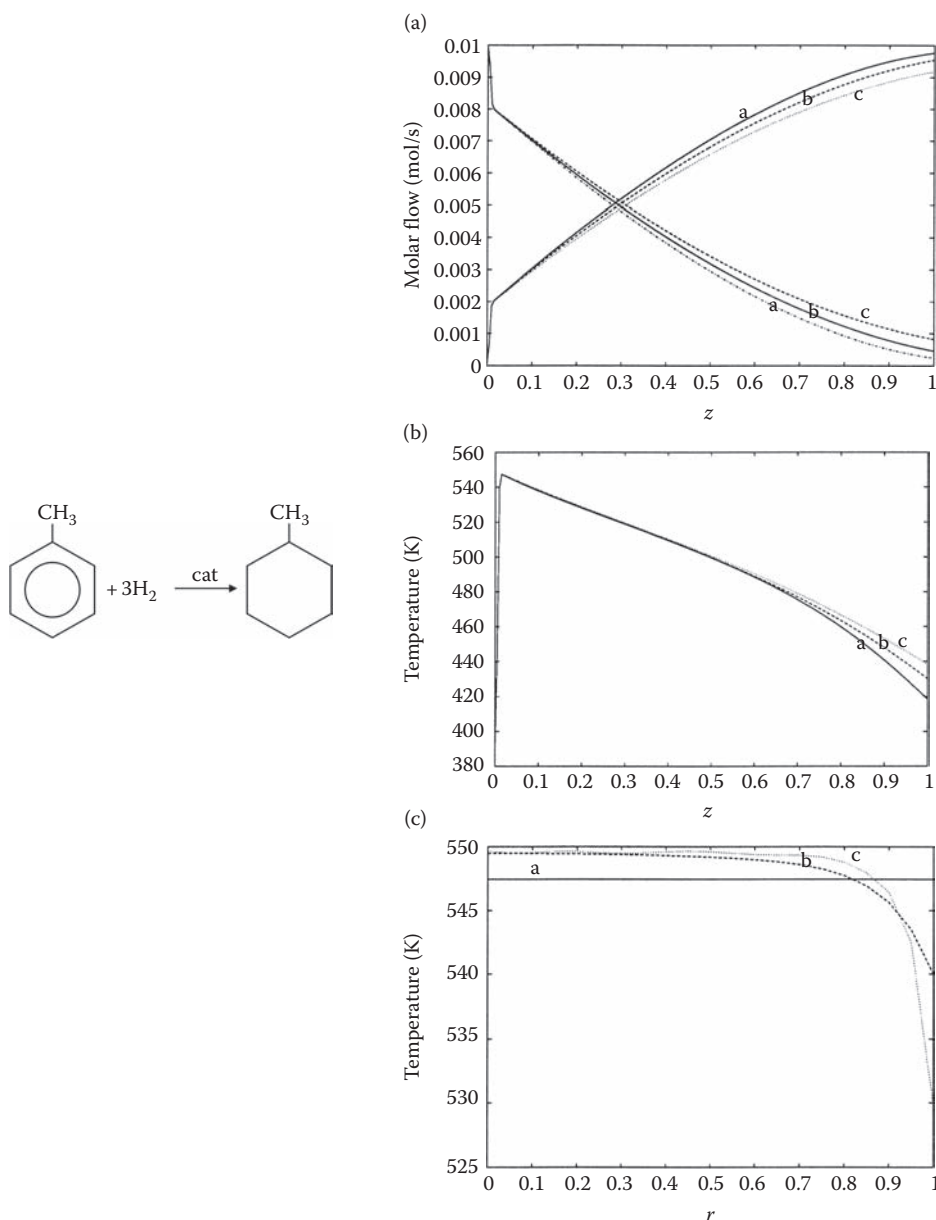 (a)
0.01
0.009
0.008
0.007
0.006
0.005
0.004
0.003
0.002
0.001
0
Molar flow (mol/s)
a
b
c
a
b
c
0 0.1 0.2 0.3 0.4 0.5 0.6 0.7 0.8 0.9 1
z
(b)
560
540
520
500
480
460
440
420
400
380
Temperature (K)
a b c
0 0.1 0.2 0.3 0.4 0.5 0.6 0.7 0.8 0.9 1
z
CH3 CH3
+ 3H2 cat
(c)
550
545
540
535
530
525
Temperature (K)
a
b
c
0 0.1 0.2 0.3 0.4 0.5 0.6 0.7 0.8 0.9 1
r